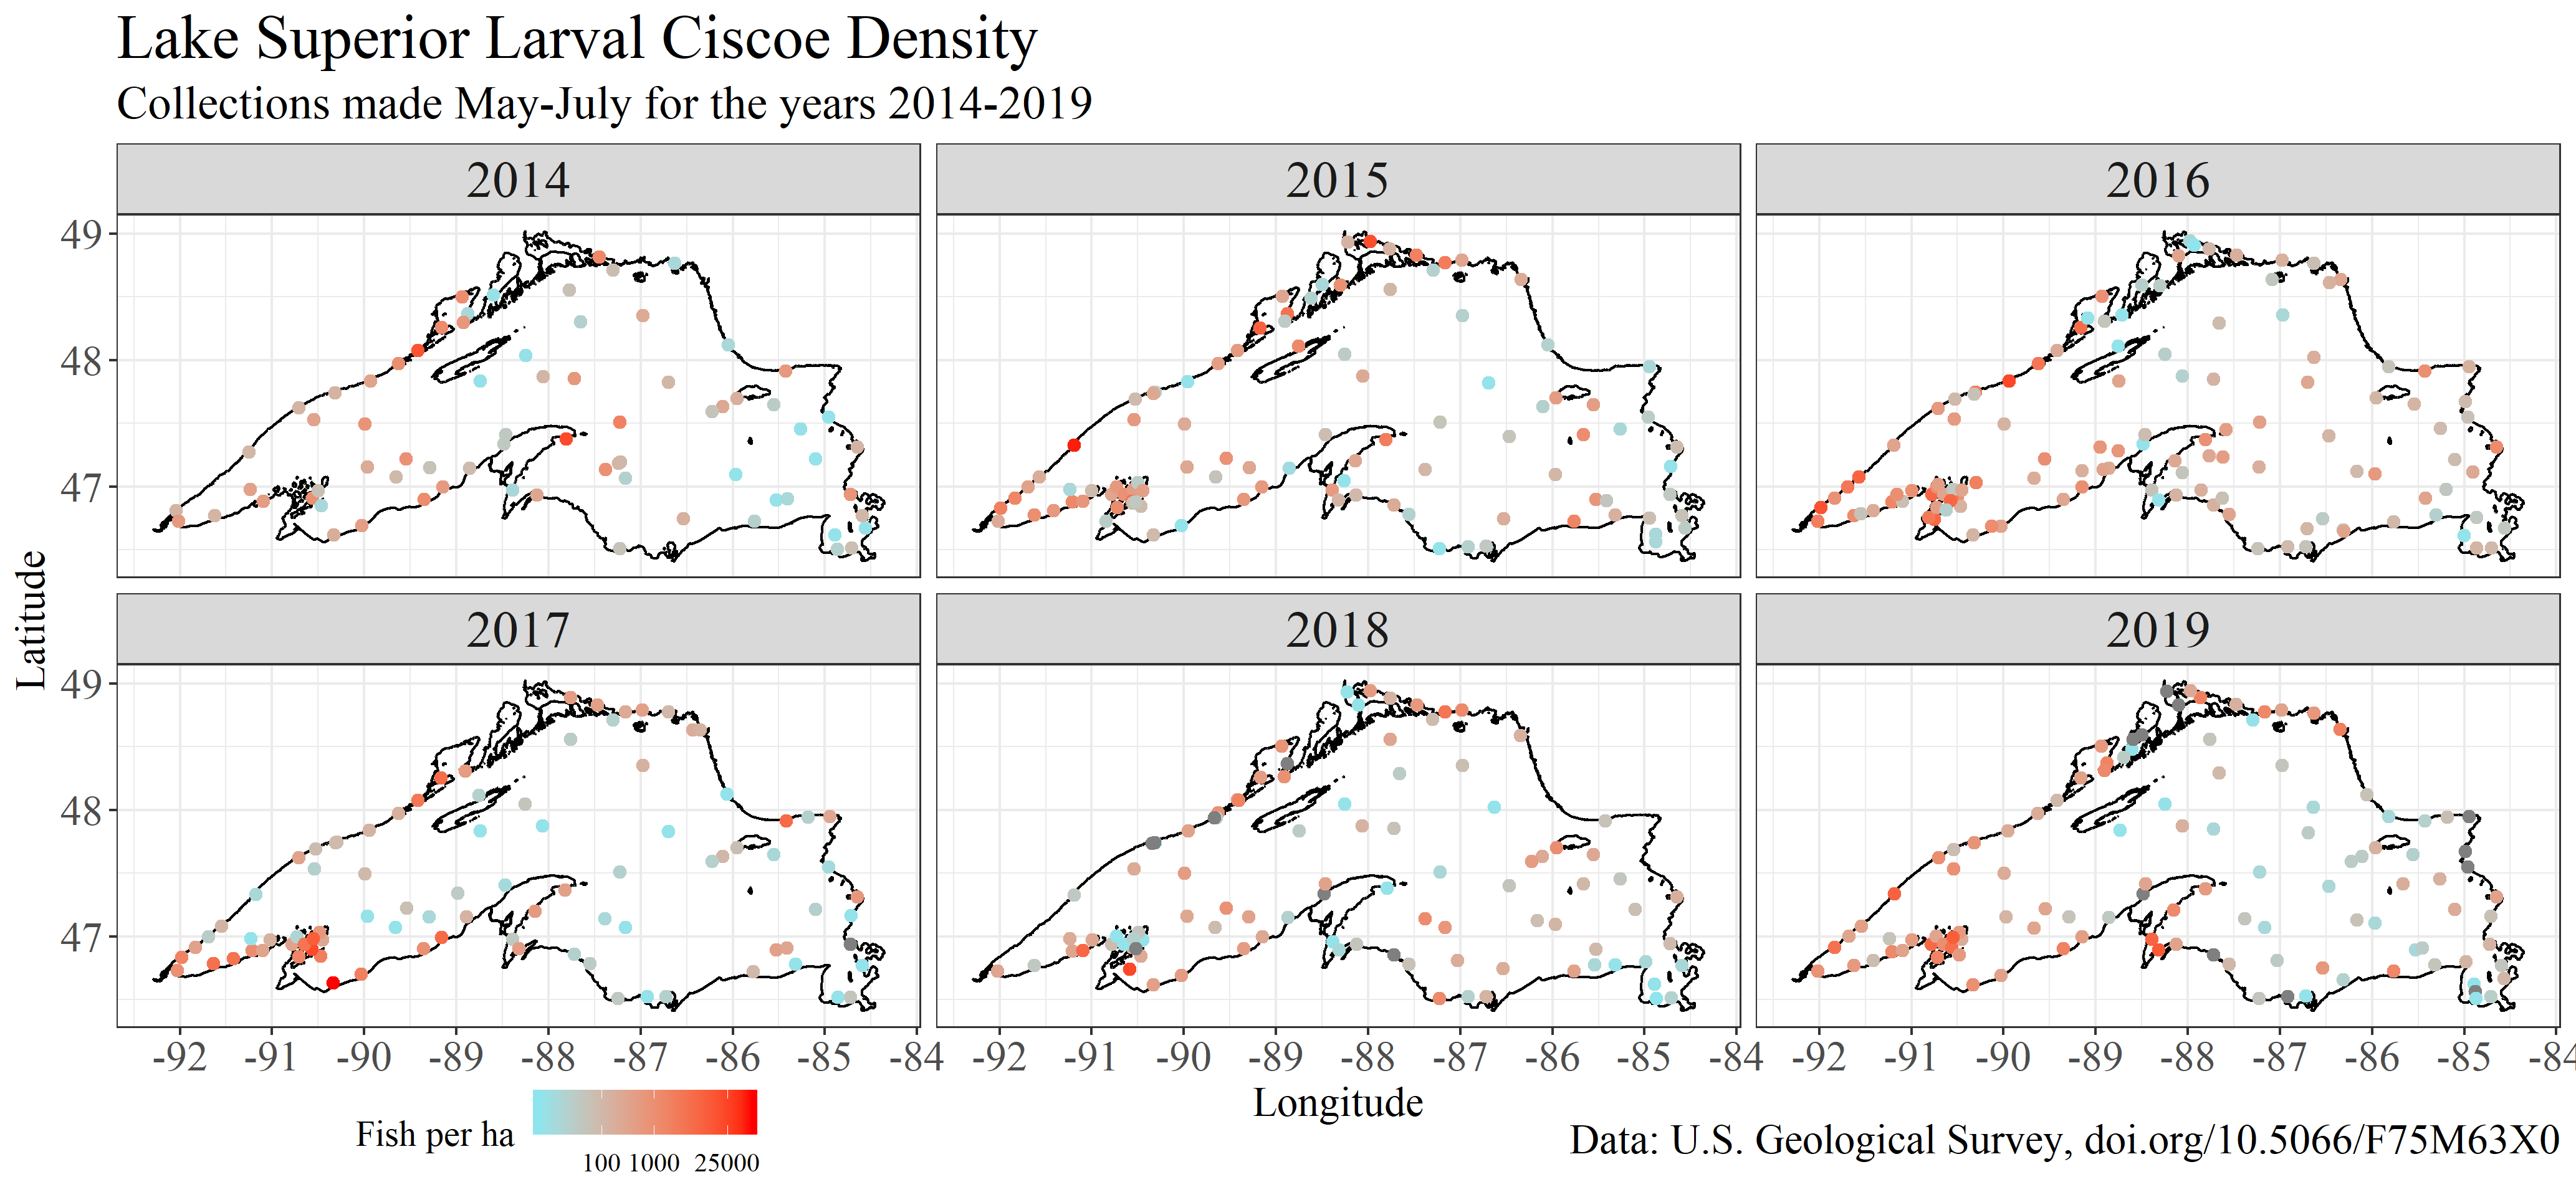 Lake Superior Larval Ciscoe Density
Collections made May-July for the years 2014-2019
2014 2015 2016
49
48
47
Latitude
2017 2018 2019
49
48
47
-92 -91 -90 -89 -88 -87 -86 -85 -84 -92 -91 -90 -89 -88 -87 -86 -85 -84 -92 -91 -90 -89 -88 -87 -86 -85 -84
Longitude
Fish per ha
100 1000 25000
Data: U.S. Geological Survey, doi.org/10.5066/F75M63X0